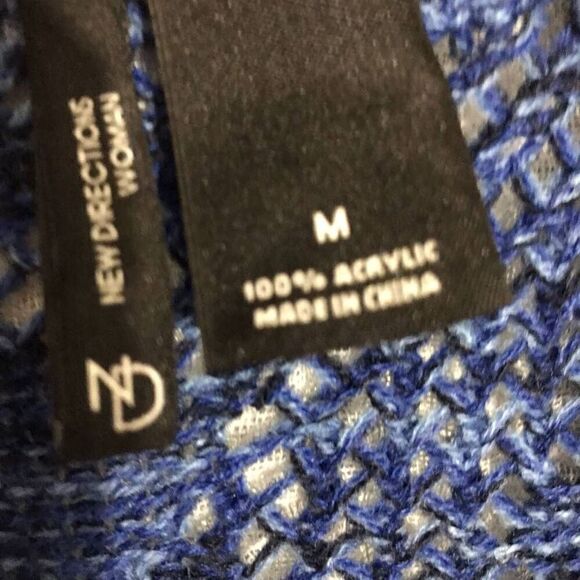 NEW DIRECTIONS
WOMAN
ND
M
100% ACRYLIC
MADE IN CHINA